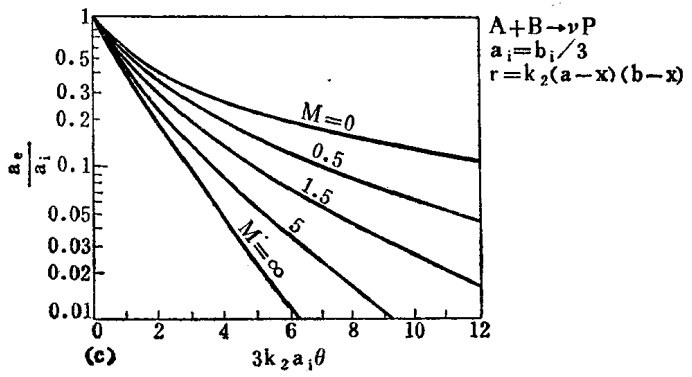 A+B→νP
a_i=b_i/3
r=k_2(a-x)(b-x)
a_e/a_i
1
0.5
0.3
0.2
0.1
0.05
0.03
0.02
0.01
M=0
0.5
1.5
5
M=∞
0 2 4 6 8 10 12
(c) 3k_2a_iθ